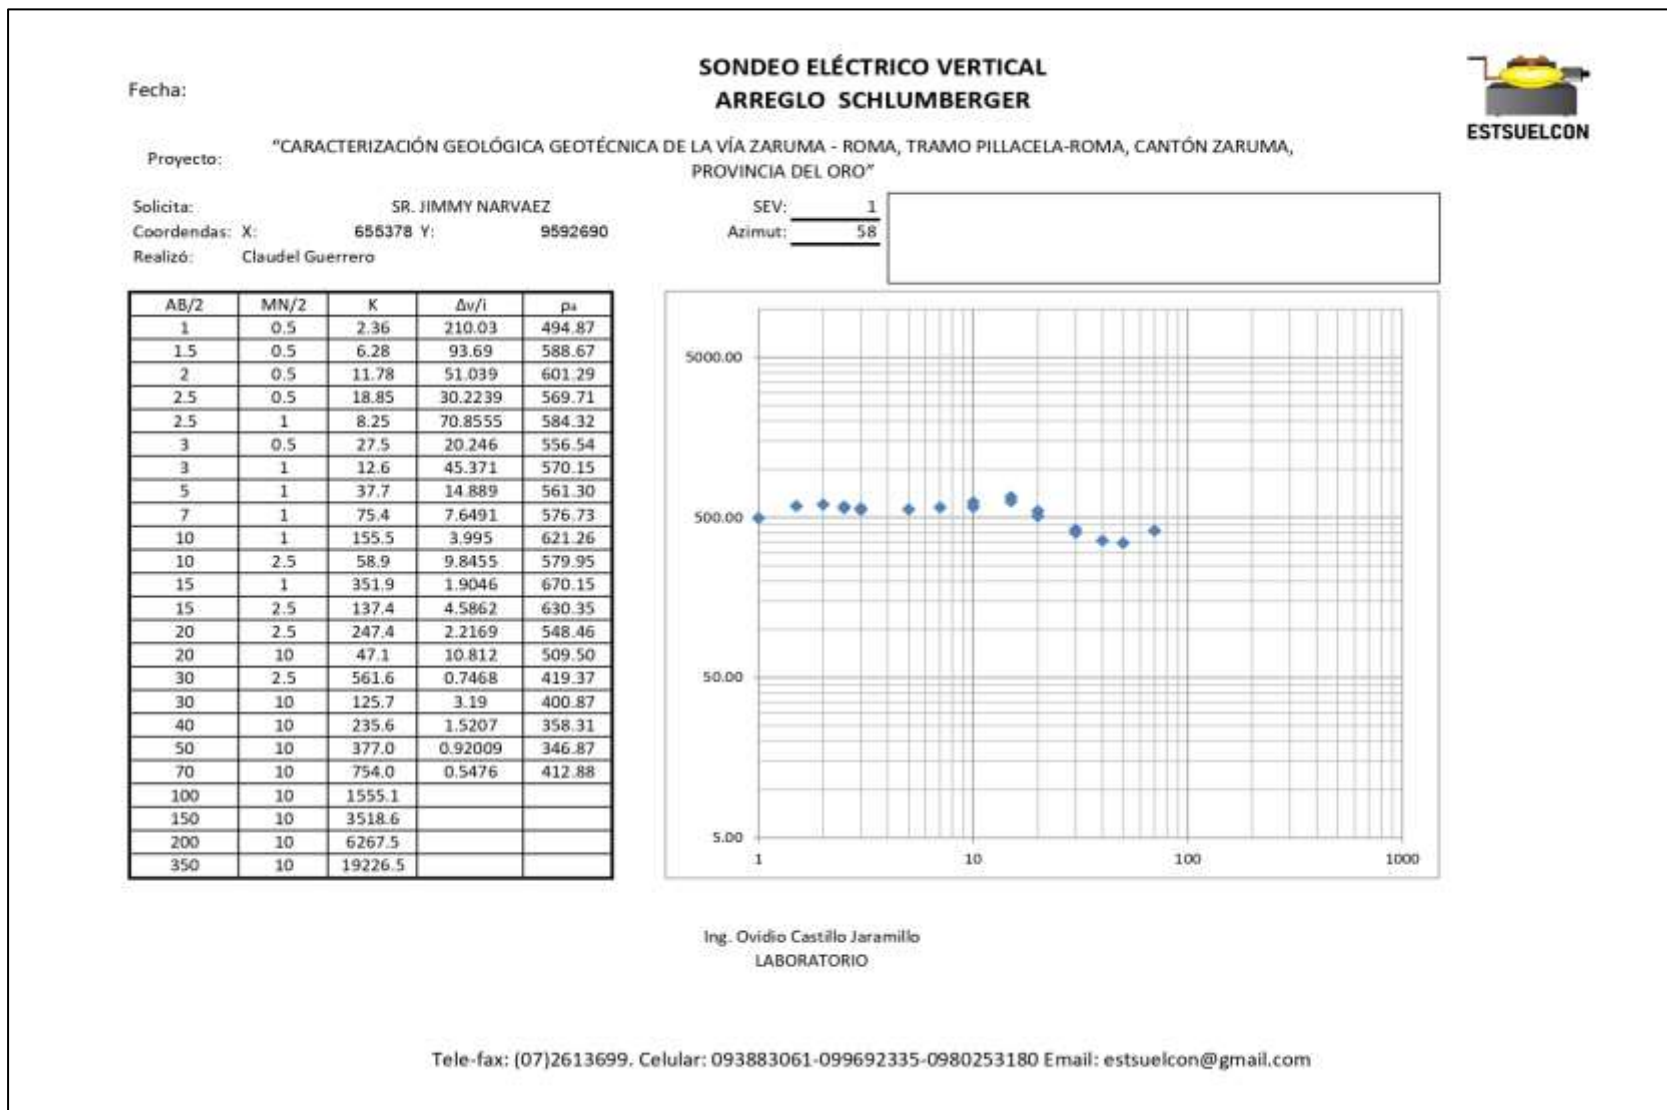 SONDEO ELÉCTRICO VERTICAL
ARREGLO SCHLUMBERGER
Fecha:
ESTSUELCON
Proyecto:
"CARACTERIZACIÓN GEOLÓGICA GEOTÉCNICA DE LA VÍA ZARUMA - ROMA, TRAMO PILLACELA-ROMA, CANTÓN ZARUMA,
PROVINCIA DEL ORO"
Solicita: SR. JIMMY NARVAEZ SEV: 1
Coordendas: X: 655378 Y: 9592690 Azimut: 58
Realizó: Claudel Guerrero
AB/2 MN/2 K Δv/i pa
1 0.5 2.36 210.03 494.87
1.5 0.5 6.28 93.69 588.67
2 0.5 11.78 51.039 601.29
2.5 0.5 18.85 30.2239 569.71
2.5 1 8.25 70.8555 584.32
3 0.5 27.5 20.246 556.54
3 1 12.6 45.371 570.15
5 1 37.7 14.889 561.30
7 1 75.4 7.6491 576.73
10 1 155.5 3.995 621.26
10 2.5 58.9 9.8455 579.95
15 1 351.9 1.9046 670.15
15 2.5 137.4 4.5862 630.35
20 2.5 247.4 2.2169 548.46
20 10 47.1 10.812 509.50
30 2.5 561.6 0.7468 419.37
30 10 125.7 3.19 400.87
40 10 235.6 1.5207 358.31
50 10 377.0 0.92009 346.87
70 10 754.0 0.5476 412.88
100 10 1555.1
150 10 3518.6
200 10 6267.5
350 10 19226.5
5000.00
500.00
50.00
5.00
1 10 100 1000
Ing. Ovidio Castillo Jaramillo
LABORATORIO
Tele-fax: (07)2613699. Celular: 093883061-099692335-0980253180 Email: estsuelcon@gmail.com